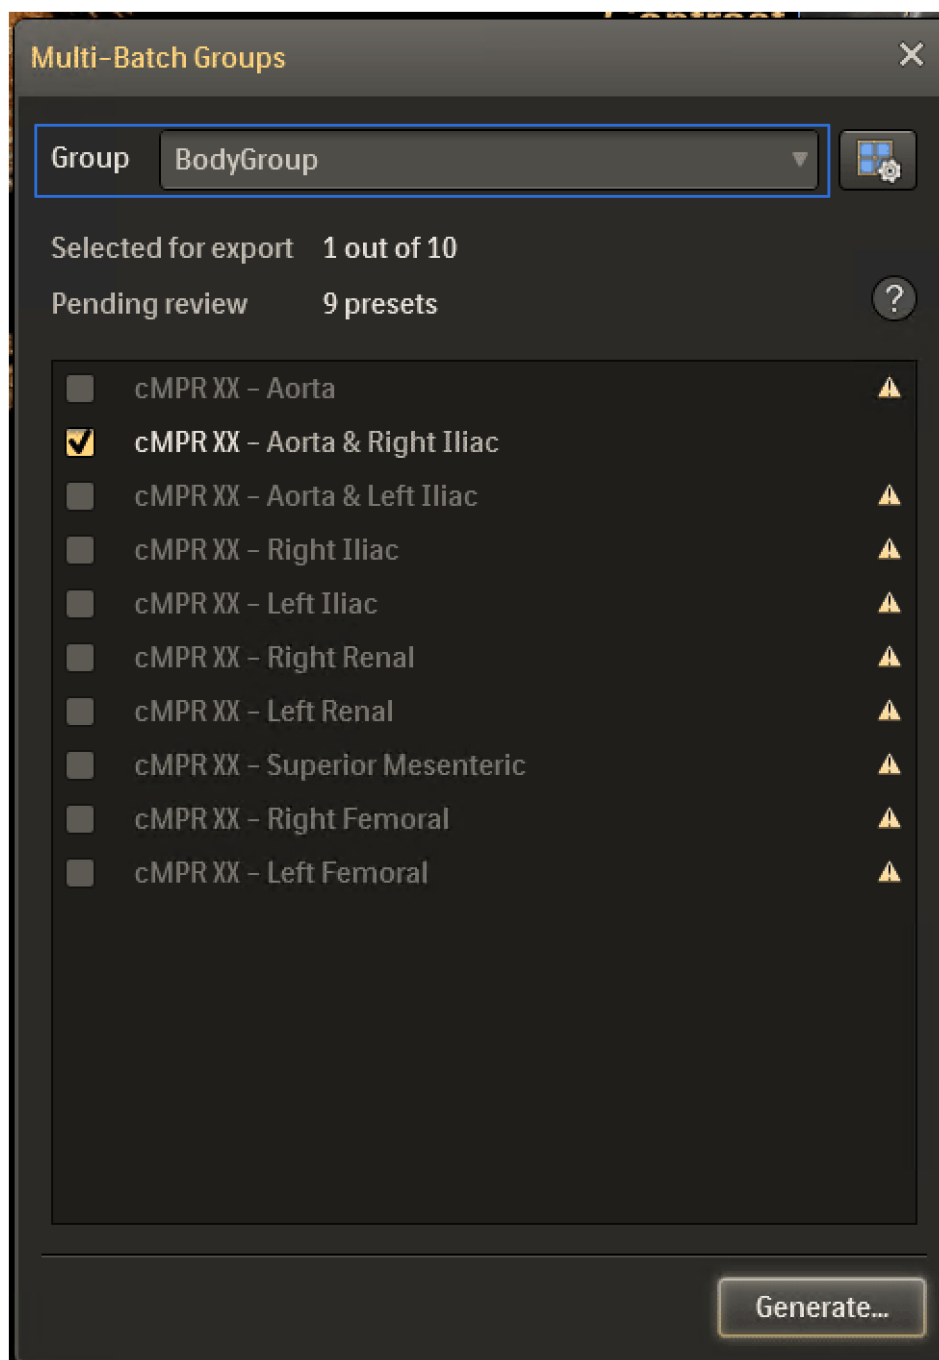 Contrast
Multi-Batch Groups
Group BodyGroup
Selected for export 1 out of 10
Pending review 9 presets
?
cMPR XX – Aorta
cMPR XX – Aorta & Right Iliac
cMPR XX – Aorta & Left Iliac
cMPR XX – Right Iliac
cMPR XX – Left Iliac
cMPR XX – Right Renal
cMPR XX – Left Renal
cMPR XX – Superior Mesenteric
cMPR XX – Right Femoral
cMPR XX – Left Femoral
Generate...